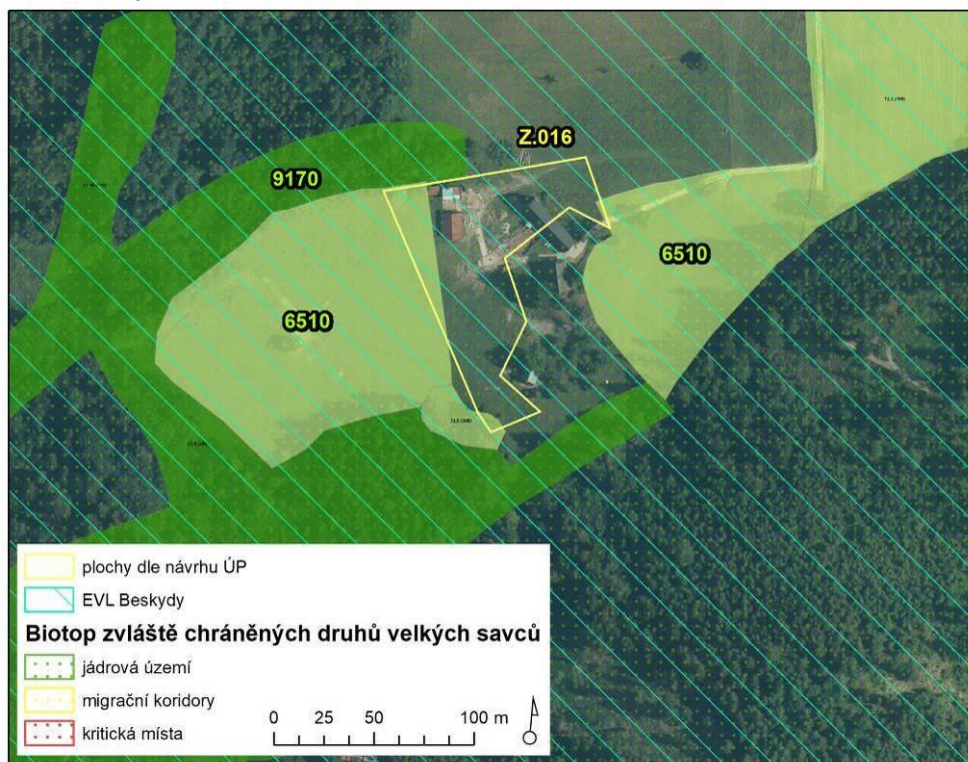 Z.016
9170
6510
6510
plochy dle návrhu ÚP
EVL Beskydy
Biotop zvláště chráněných druhů velkých savců
jádrová území
migrační koridory
kritická místa
0 25 50 100 m